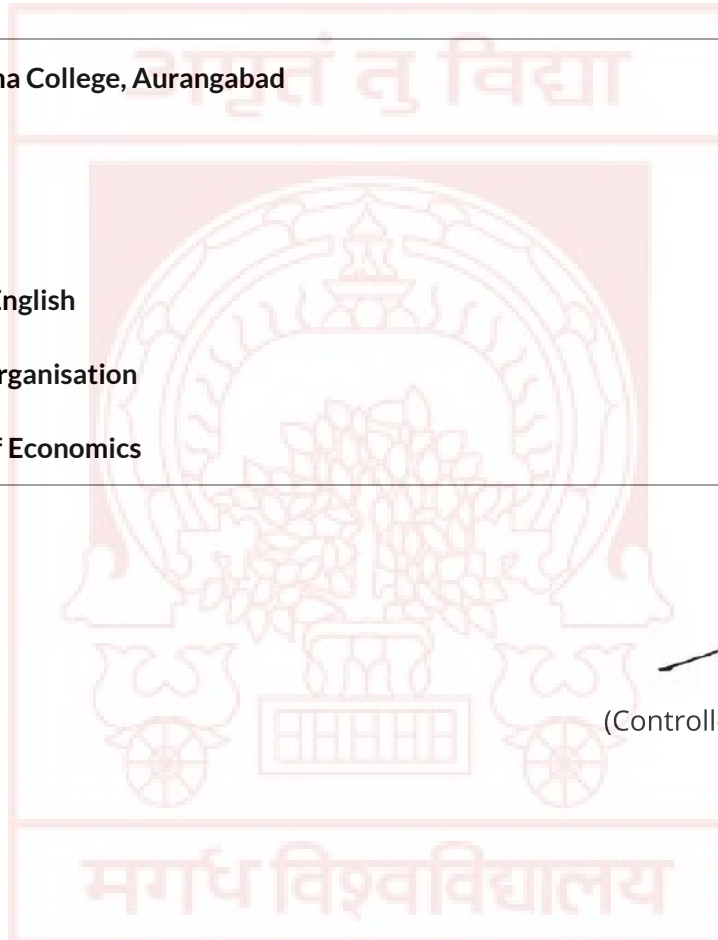 अमृतं तु विद्या
na College, Aurangabad
English
rganisation
f Economics
(Controll
मगध विश्वविद्यालय